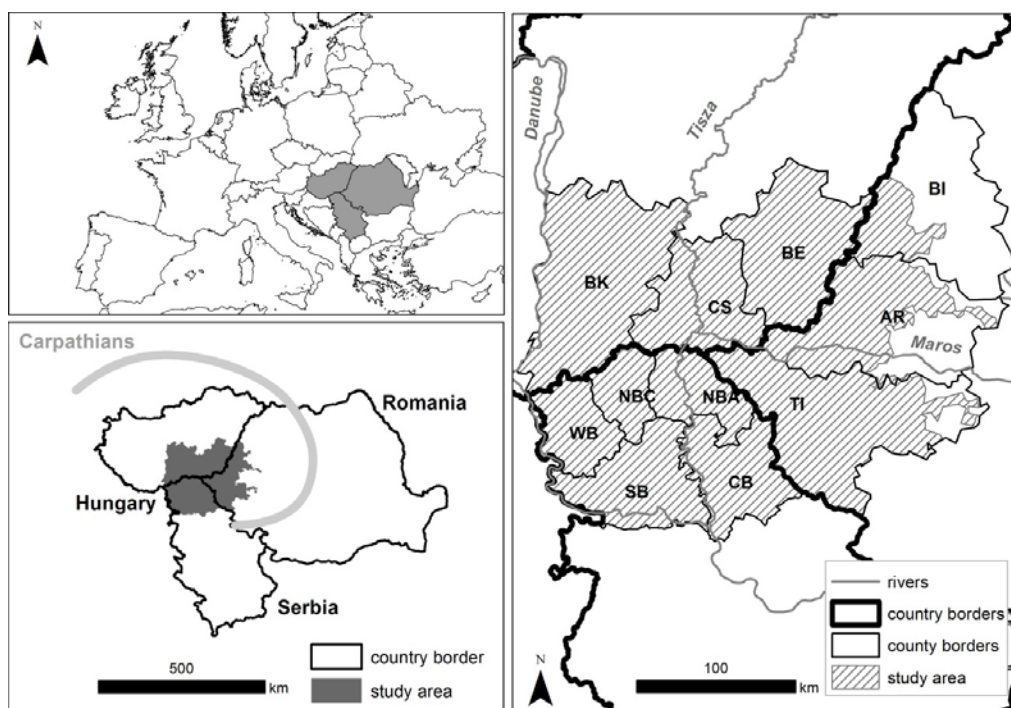 N
Carpathians
Romania
Hungary
Serbia
500
km
country border
study area
Danube
Tisza
BI
BE
BK
CS
AR
Maros
NBC
NBA
TI
WB
SB
CB
rivers
country borders
county borders
study area
N
100
km